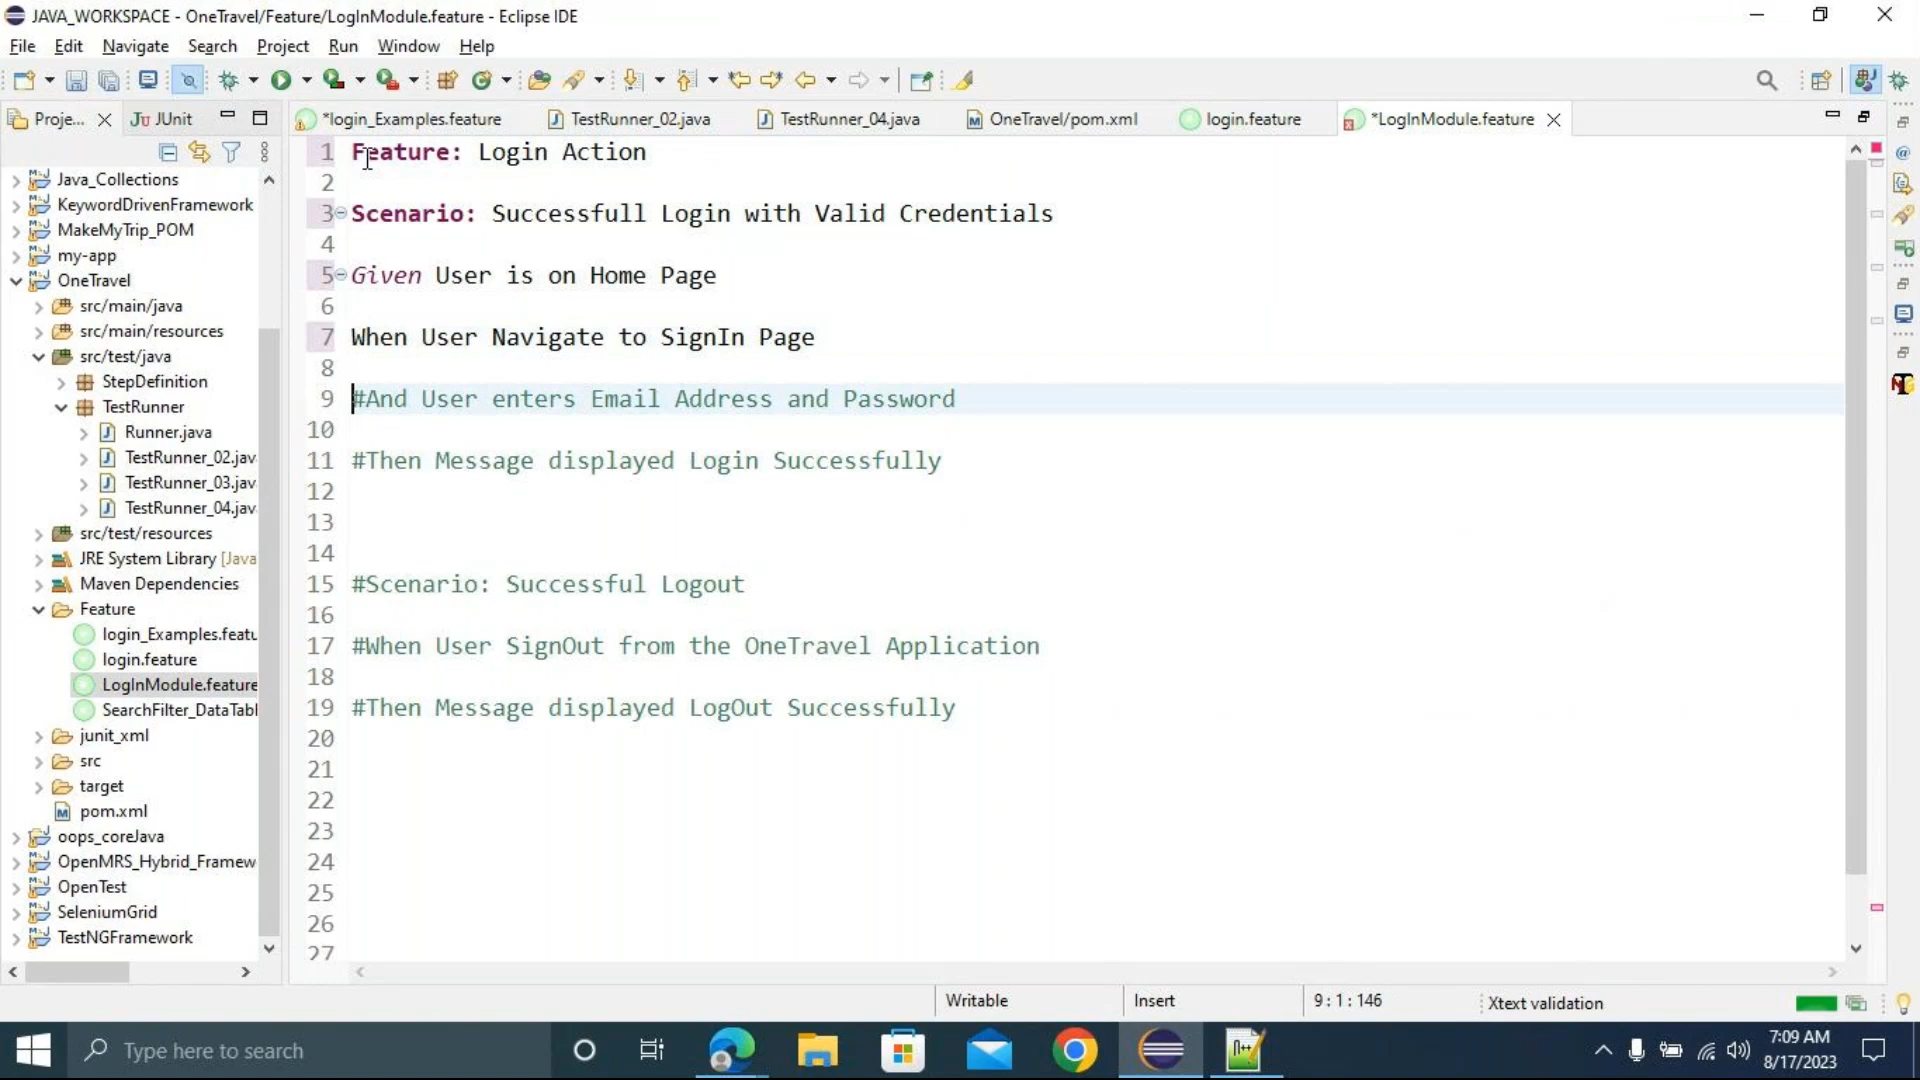 JAVA_WORKSPACE - OneTravel/Feature/LogInModule.feature - Eclipse IDE
File Edit Navigate Search Project Run Window Help
Proje... JUnit *login_Examples.feature TestRunner_02.java TestRunner_04.java OneTravel/pom.xml login.feature *LogInModule.feature
Java_Collections
KeywordDrivenFramework
MakeMyTrip_POM
my-app
OneTravel
src/main/java
src/main/resources
src/test/java
StepDefinition
TestRunner
Runner.java
TestRunner_02.jav
TestRunner_03.jav
TestRunner_04.jav
src/test/resources
JRE System Library [Java
Maven Dependencies
Feature
login_Examples.featu
login.feature
LogInModule.feature
SearchFilter_DataTabl
junit_xml
src
target
pom.xml
oops_coreJava
OpenMRS_Hybrid_Framew
OpenTest
SeleniumGrid
TestNGFramework
1 Feature: Login Action
2
3 Scenario: Successfull Login with Valid Credentials
4
5 Given User is on Home Page
6
7 When User Navigate to SignIn Page
8
9 #And User enters Email Address and Password
10
11 #Then Message displayed Login Successfully
12
13
14
15 #Scenario: Successful Logout
16
17 #When User SignOut from the OneTravel Application
18
19 #Then Message displayed LogOut Successfully
20
21
22
23
24
25
26
27
Writable Insert 9 : 1 : 146 Xtext validation
Type here to search
7:09 AM
8/17/2023